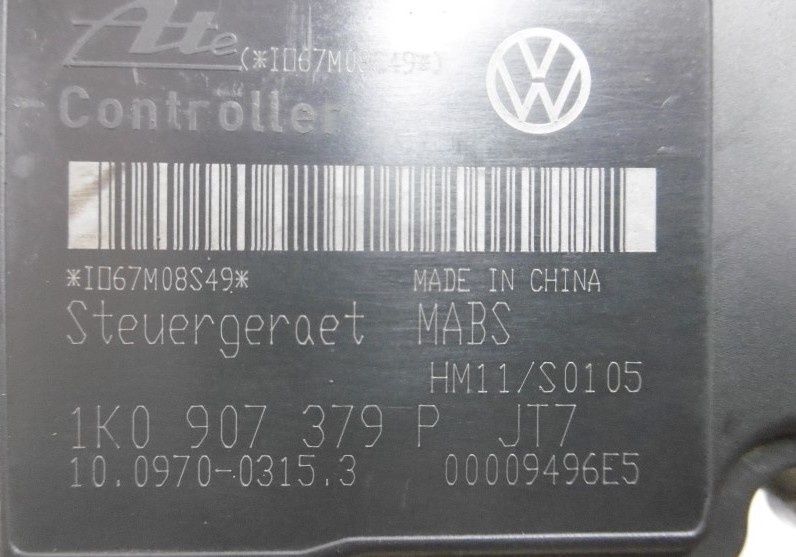 Ate
(*I▯67M08S49*)
Controller
*I▯67M08S49*
MADE IN CHINA
Steuergeraet MABS
HM11/S0105
1K0 907 379 P JT7
10.0970-0315.3 00009496E5